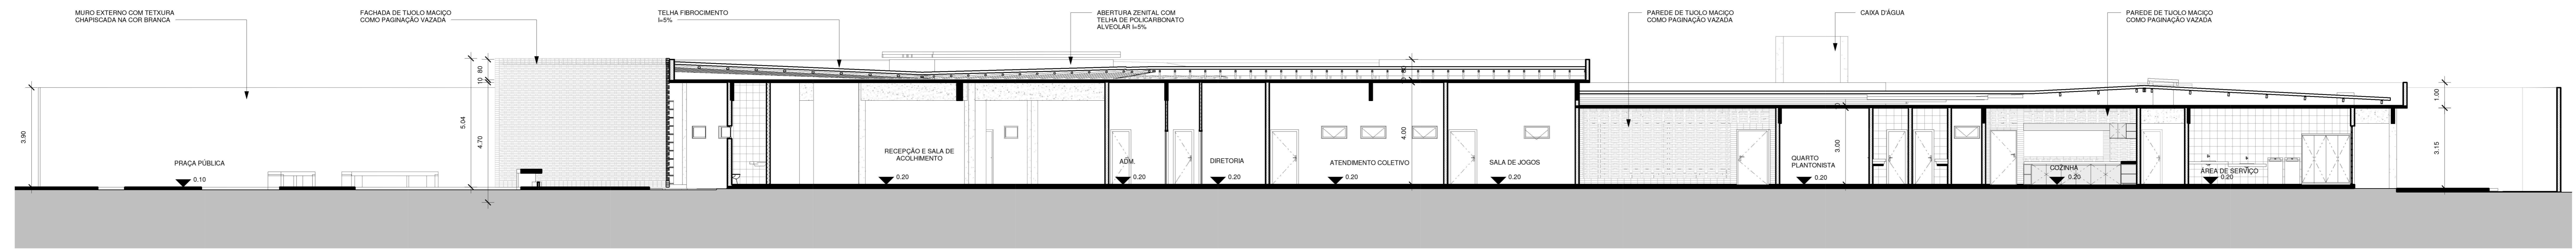 MURO EXTERNO COM TETXURA
CHAPISCADA NA COR BRANCA
FACHADA DE TIJOLO MACIÇO
COMO PAGINAÇÃO VAZADA
TELHA FIBROCIMENTO
I=5%
ABERTURA ZENITAL COM
TELHA DE POLICARBONATO
ALVEOLAR I=5%
PAREDE DE TIJOLO MACIÇO
COMO PAGINAÇÃO VAZADA
CAIXA D'ÁGUA
PAREDE DE TIJOLO MACIÇO
COMO PAGINAÇÃO VAZADA
3.90
PRAÇA PÚBLICA
0,10
5.04
80
10
4.70
RECEPÇÃO E SALA DE
ACOLHIMENTO
0.20
ADM.
0.20
DIRETORIA
0.20
ATENDIMENTO COLETIVO
0.20
80
4.00
SALA DE JOGOS
0.20
QUARTO
PLANTONISTA
0.20
3.00
COZINHA
0.20
ÁREA DE SERVIÇO
0,20
1.00
3.15